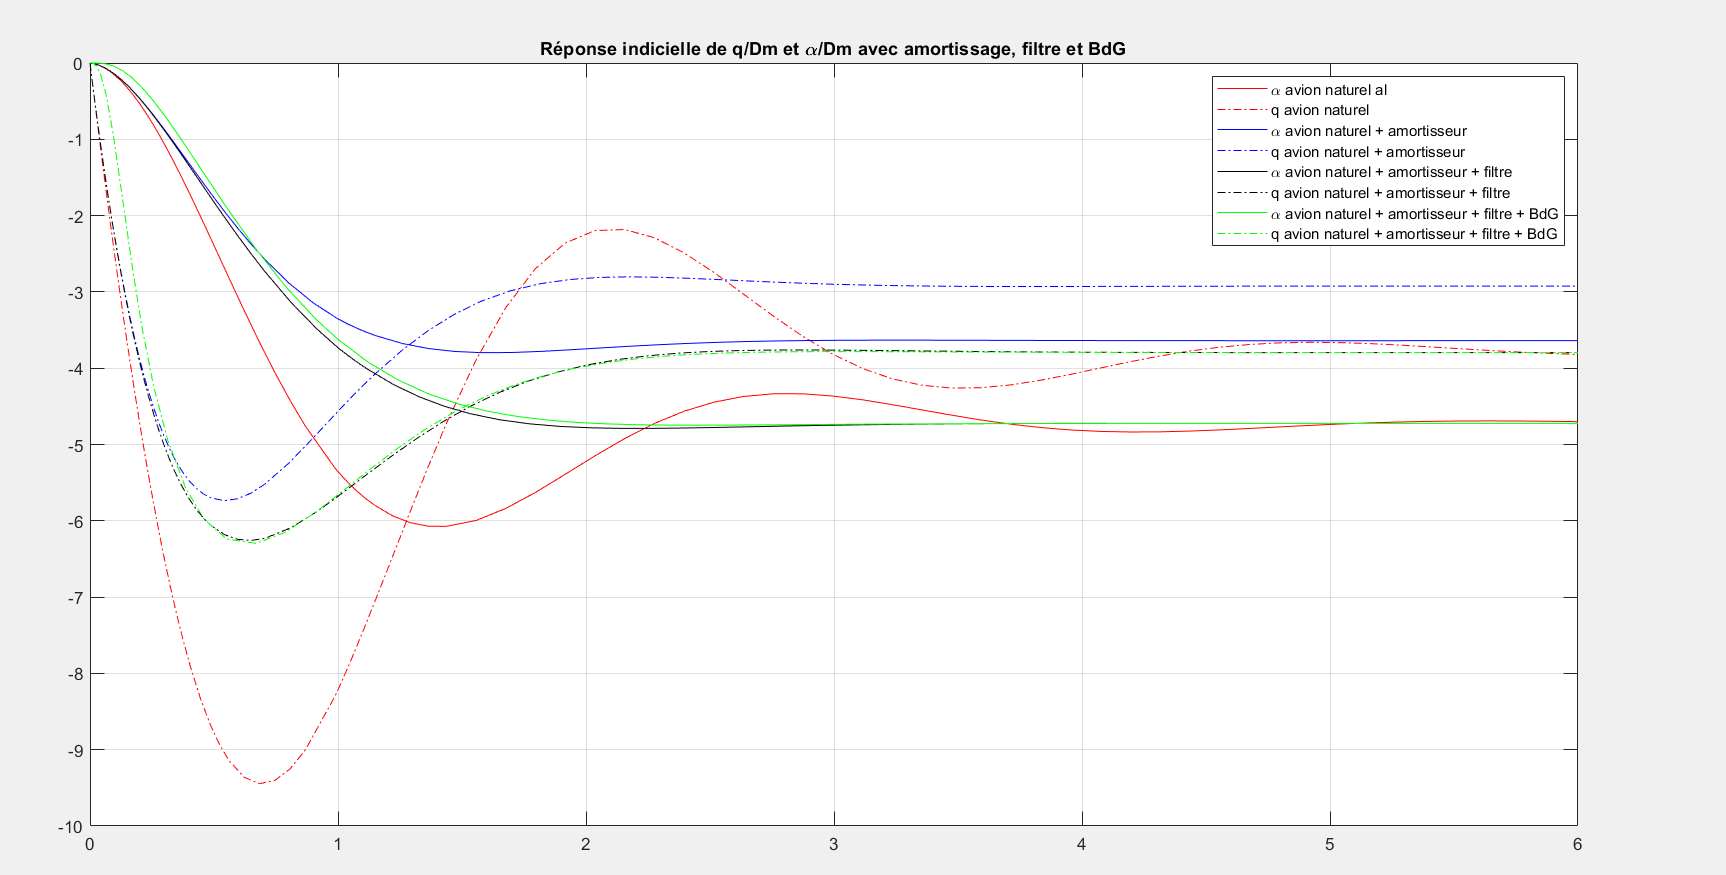 Réponse indicielle de q/Dm et α/Dm avec amortissage, filtre et BdG
α avion naturel al
q avion naturel
α avion naturel + amortisseur
q avion naturel + amortisseur
α avion naturel + amortisseur + filtre
q avion naturel + amortisseur + filtre
α avion naturel + amortisseur + filtre + BdG
q avion naturel + amortisseur + filtre + BdG
0
-1
-2
-3
-4
-5
-6
-7
-8
-9
-10
0 1 2 3 4 5 6